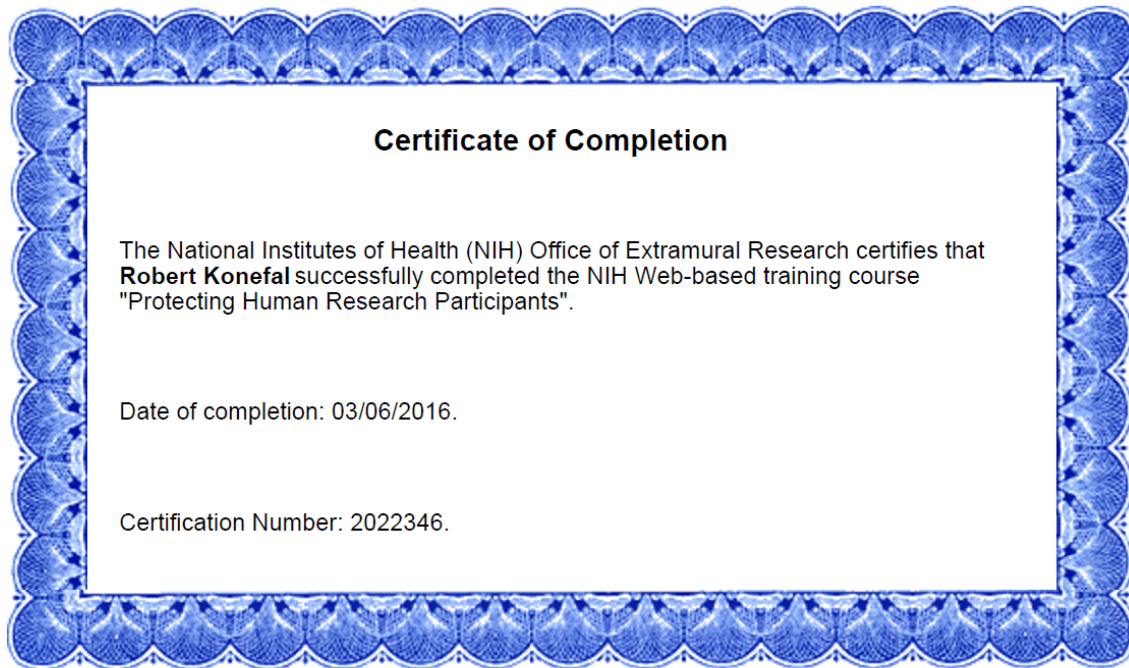 Certificate of Completion
The National Institutes of Health (NIH) Office of Extramural Research certifies that
Robert Konefal successfully completed the NIH Web-based training course
"Protecting Human Research Participants".
Date of completion: 03/06/2016.
Certification Number: 2022346.